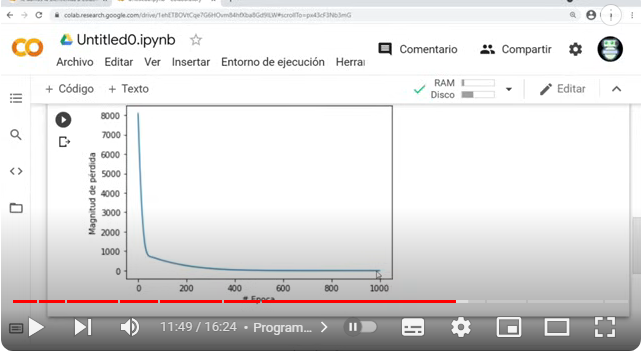 colab.research.google.com/drive/1ehETBOVtCqe7G6HOvm84hfXbaBGd9lLW#scrollTo=px43cF3Nb3mG
CO
Untitled0.ipynb
Comentario
Compartir
Archivo Editar Ver Insertar Entorno de ejecución Herra
+ Código + Texto
RAM
Disco
Editar
8000
7000
6000
5000
4000
3000
2000
1000
0
Magnitud de pérdida
0 200 400 600 800 1000
# Epoca
11:49 / 16:24 • Program... >